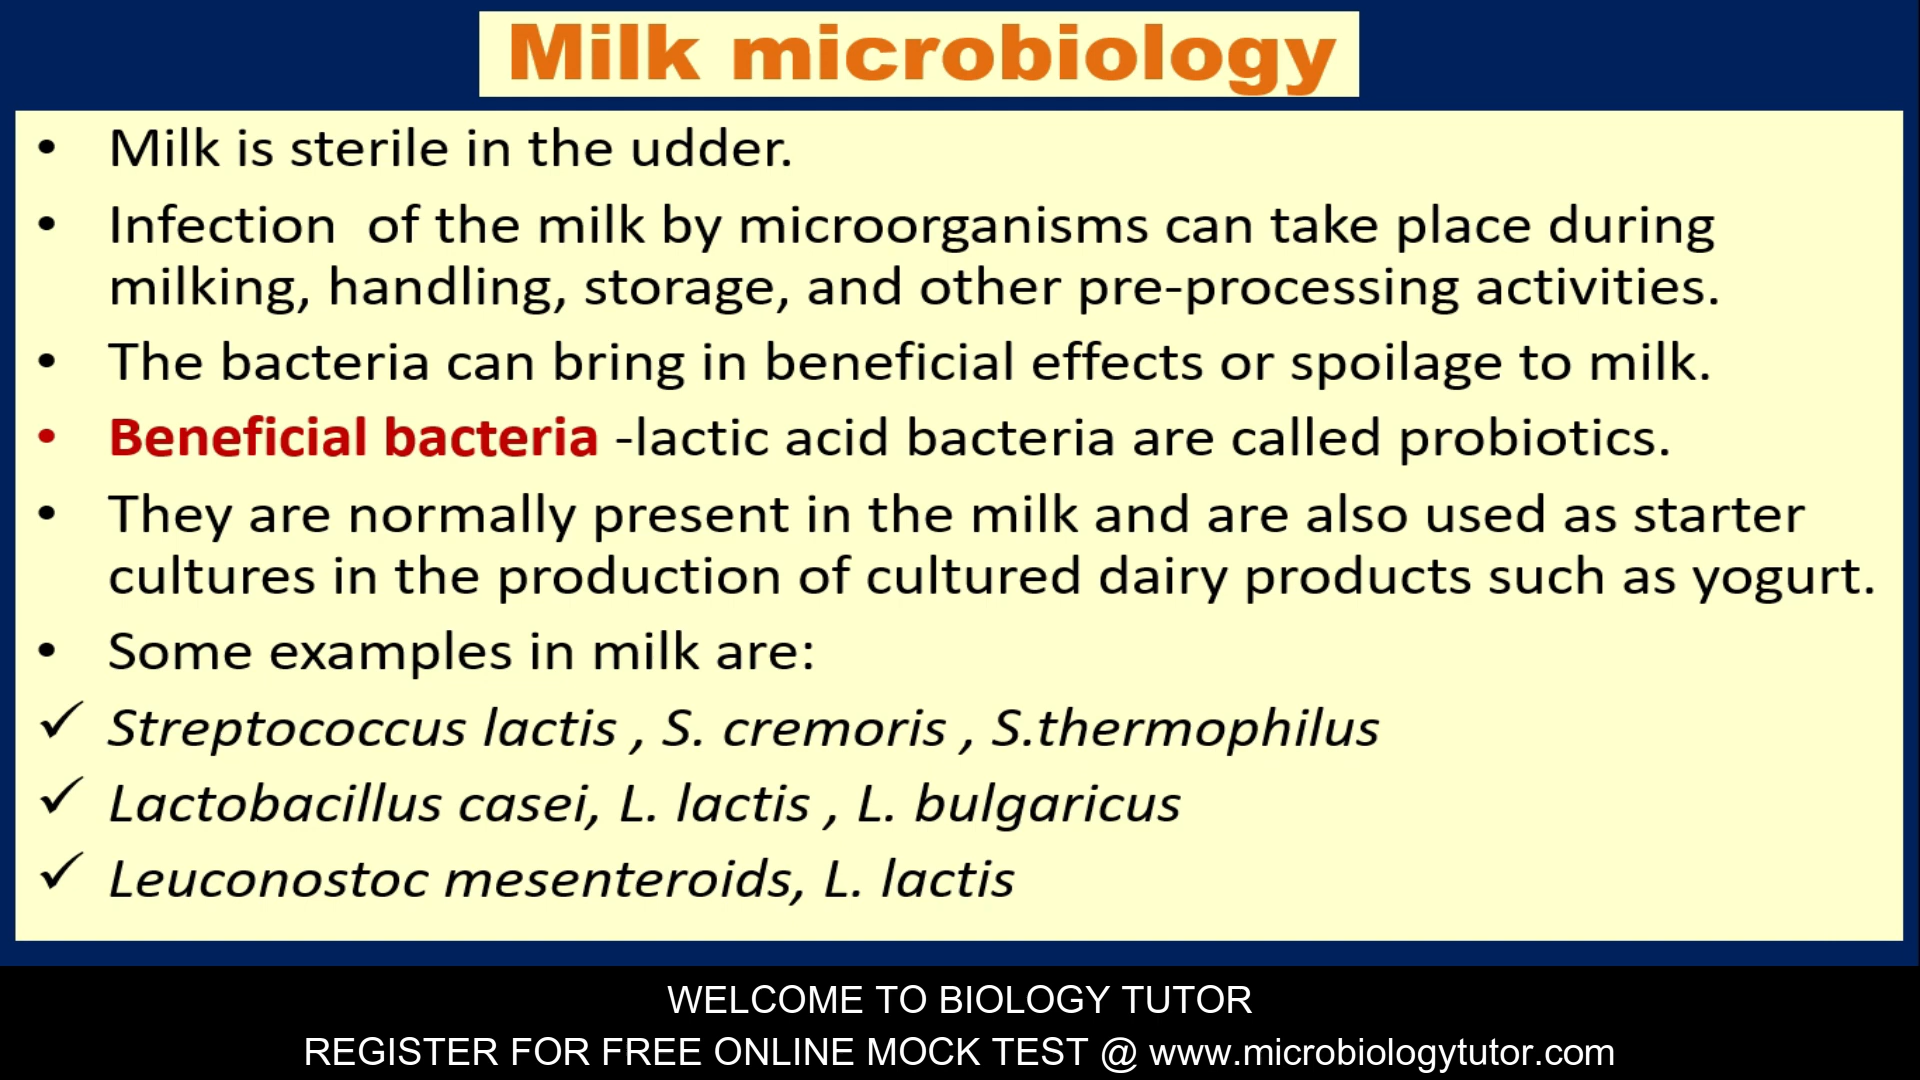 Milk microbiology
• Milk is sterile in the udder.
• Infection  of the milk by microorganisms can take place during
milking, handling, storage, and other pre-processing activities.
• The bacteria can bring in beneficial effects or spoilage to milk.
• Beneficial bacteria -lactic acid bacteria are called probiotics.
• They are normally present in the milk and are also used as starter
cultures in the production of cultured dairy products such as yogurt.
• Some examples in milk are:
✓ Streptococcus lactis , S. cremoris , S.thermophilus
✓ Lactobacillus casei, L. lactis , L. bulgaricus
✓ Leuconostoc mesenteroids, L. lactis
WELCOME TO BIOLOGY TUTOR
REGISTER FOR FREE ONLINE MOCK TEST @ www.microbiologytutor.com